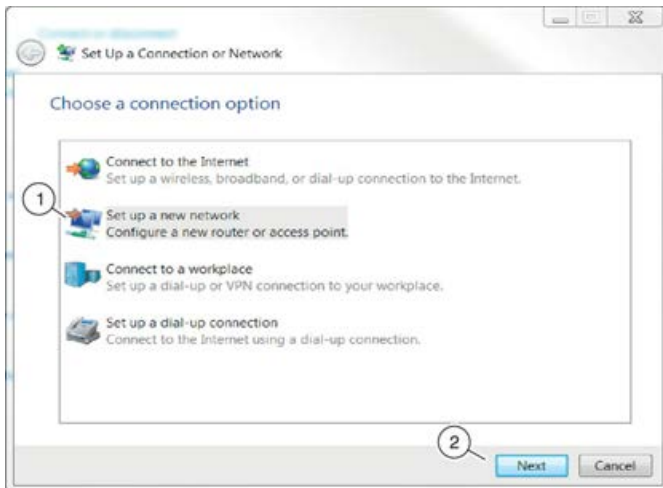 Connect or disconnect
Set Up a Connection or Network
Choose a connection option
Connect to the Internet
Set up a wireless, broadband, or dial-up connection to the Internet.
1
Set up a new network
Configure a new router or access point.
Connect to a workplace
Set up a dial-up or VPN connection to your workplace.
Set up a dial-up connection
Connect to the Internet using a dial-up connection.
2
Next Cancel